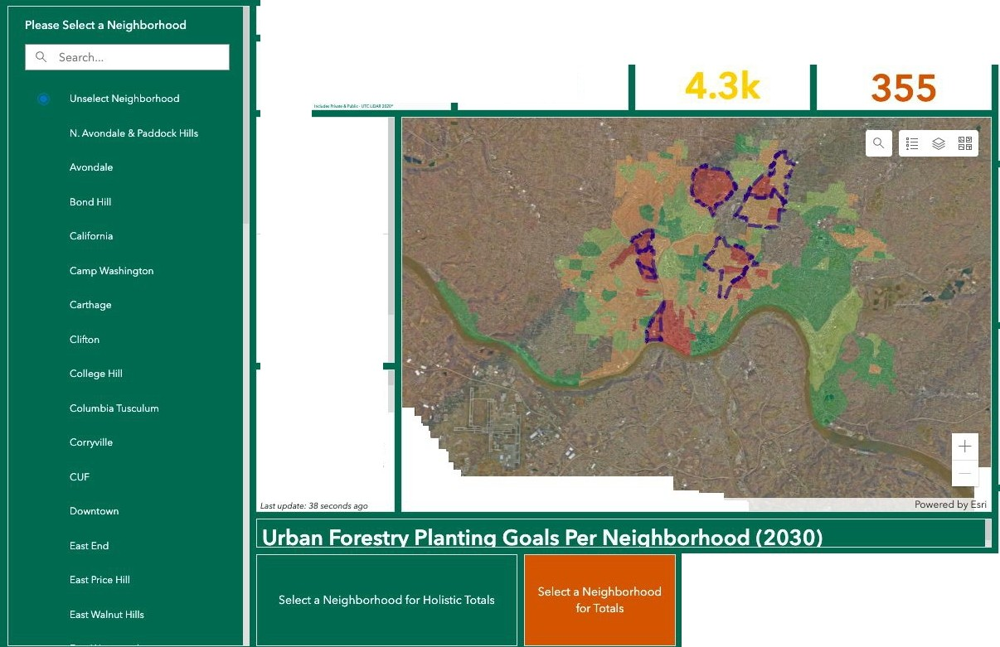 Please Select a Neighborhood
Search...
Unselect Neighborhood
N. Avondale & Paddock Hills
Avondale
Bond Hill
California
Camp Washington
Carthage
Clifton
College Hill
Columbia Tusculum
Corryville
CUF
Downtown
East End
East Price Hill
East Walnut Hills
Includes Private & Public - UTC LiDAR 2020*
4.3k
355
Last update: 38 seconds ago
Powered by Esri
Urban Forestry Planting Goals Per Neighborhood (2030)
Select a Neighborhood for Holistic Totals
Select a Neighborhood
for Totals